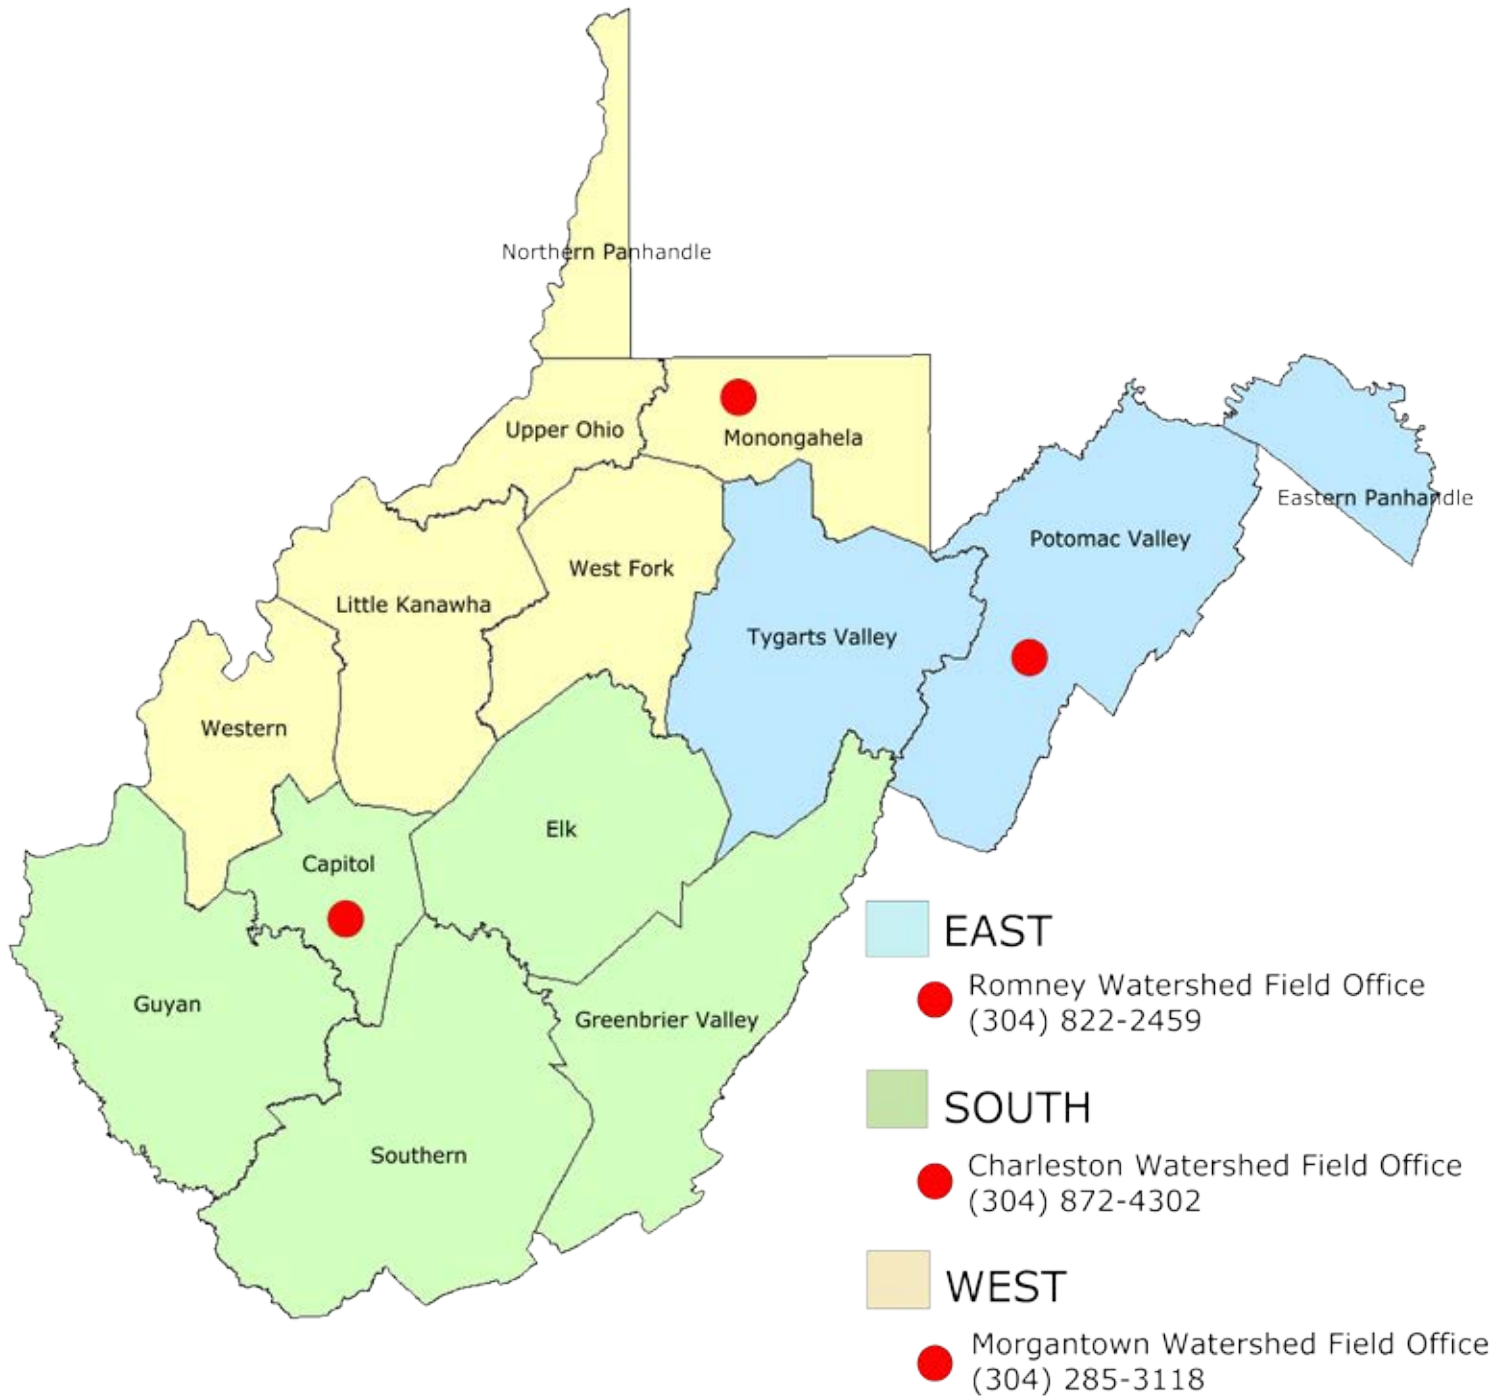 Northern Panhandle
Upper Ohio
Monongahela
Eastern Panhandle
Potomac Valley
West Fork
Little Kanawha
Tygarts Valley
Western
Elk
Capitol
Guyan
Greenbrier Valley
Southern
EAST
Romney Watershed Field Office
(304) 822-2459
SOUTH
Charleston Watershed Field Office
(304) 872-4302
WEST
Morgantown Watershed Field Office
(304) 285-3118